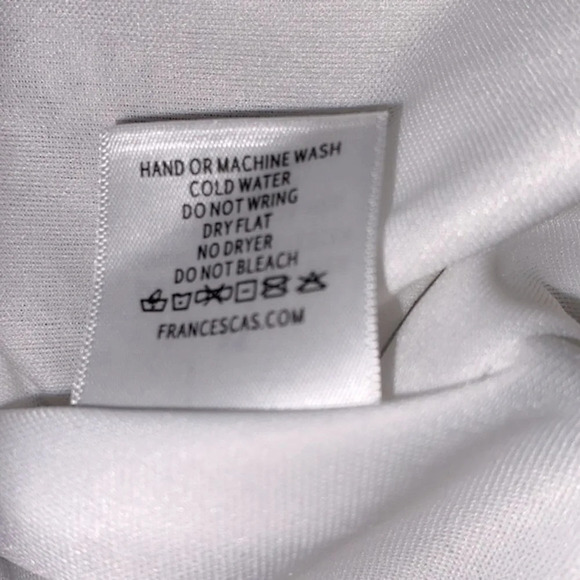 HAND OR MACHINE WASH
COLD WATER
DO NOT WRING
DRY FLAT
NO DRYER
DO NOT BLEACH
FRANCESCAS.COM